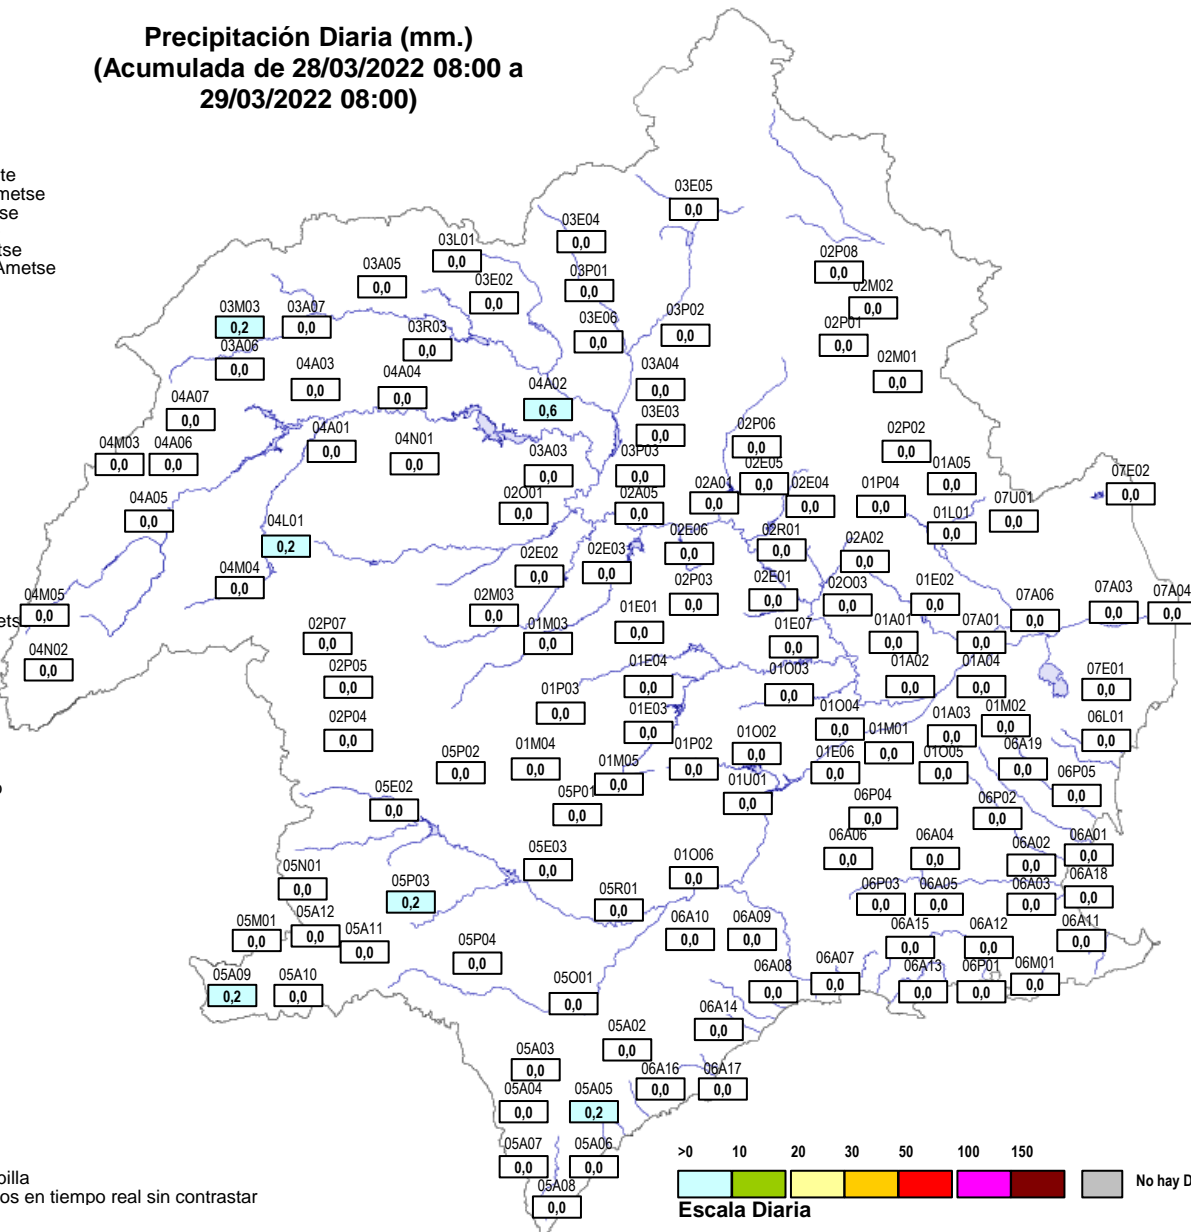 Precipitación Diaria (mm.)
(Acumulada de 28/03/2022 08:00 a
29/03/2022 08:00)
te
metse
se
tse
Ametse
ets
o
oilla
os en tiempo real sin contrastar
03E05
0,0
03E04
0,0
03L01
0,0
02P08
0,0
03A05
0,0
03P01
0,0
03E02
0,0
02M02
0,0
03M03
0,2
03A07
0,0
03P02
0,0
03R03
0,0
03E06
0,0
02P01
0,0
03A06
0,0
04A03
0,0
04A04
0,0
03A04
0,0
02M01
0,0
04A02
0,6
04A07
0,0
03E03
0,0
04A01
0,0
04N01
0,0
02P06
0,0
02P02
0,0
04M03
0,0
04A06
0,0
03A03
0,0
03P03
0,0
02E05
0,0
01A05
0,0
07E02
0,0
04A05
0,0
02O01
0,0
02A05
0,0
02A01
0,0
02E04
0,0
01P04
0,0
07U01
0,0
04L01
0,2
01L01
0,0
02E06
0,0
02R01
0,0
02A02
0,0
02E02
0,0
02E03
0,0
04M04
0,0
02P03
0,0
02E01
0,0
02O03
0,0
01E02
0,0
07A03
0,0
07A04
0,0
04M05
0,0
02M03
0,0
01E01
0,0
07A06
0,0
02P07
0,0
01M03
0,0
01E07
0,0
01A01
0,0
07A01
0,0
04N02
0,0
02P05
0,0
01E04
0,0
01O03
0,0
01A02
0,0
01A04
0,0
07E01
0,0
01P03
0,0
01E03
0,0
01O04
0,0
01A03
0,0
01M02
0,0
06L01
0,0
02P04
0,0
05P02
0,0
01M04
0,0
01M05
0,0
01P02
0,0
01O02
0,0
01E06
0,0
01M01
0,0
01O05
0,0
06A19
0,0
06P05
0,0
05E02
0,0
05P01
0,0
01U01
0,0
06P04
0,0
06P02
0,0
05E03
0,0
01O06
0,0
06A06
0,0
06A04
0,0
06A02
0,0
06A01
0,0
05N01
0,0
05P03
0,2
05R01
0,0
06P03
0,0
06A05
0,0
06A03
0,0
06A18
0,0
05M01
0,0
05A12
0,0
05A11
0,0
05P04
0,0
06A10
0,0
06A09
0,0
06A15
0,0
06A12
0,0
06A11
0,0
05A09
0,2
05A10
0,0
05O01
0,0
06A08
0,0
06A07
0,0
06A13
0,0
06P01
0,0
06M01
0,0
06A14
0,0
05A02
0,0
05A03
0,0
06A16
0,0
06A17
0,0
05A04
0,0
05A05
0,2
05A07
0,0
05A06
0,0
05A08
0,0
>0 10 20 30 50 100 150
No hay D
Escala Diaria